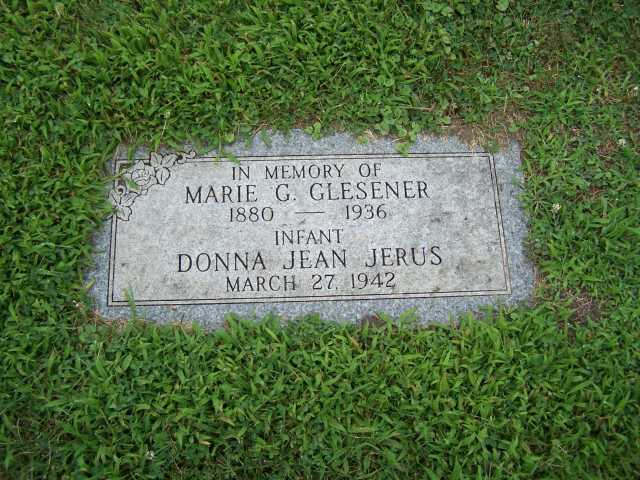 IN MEMORY OF
MARIE G. GLESENER
1880 — 1936
INFANT
DONNA JEAN JERUS
MARCH 27, 1942